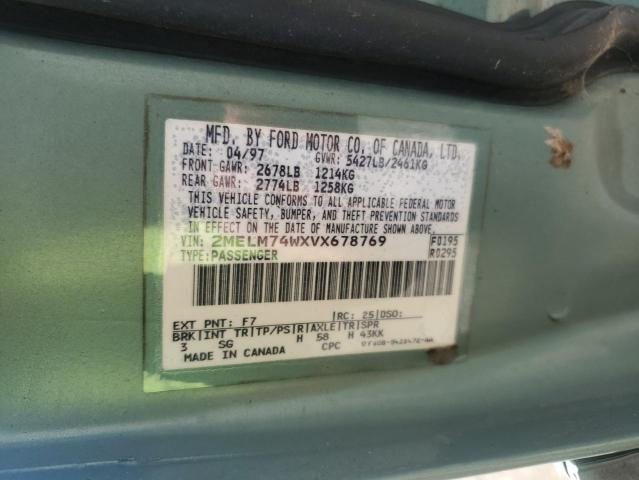 MFD. BY FORD MOTOR CO. OF CANADA, LTD.
DATE: 04/97 GVWR: 5427LB/2461KG
FRONT GAWR: 2678LB 1214KG
REAR GAWR: 2774LB 1258KG
THIS VEHICLE CONFORMS TO ALL APPLICABLE FEDERAL MOTOR
VEHICLE SAFETY, BUMPER, AND THEFT PREVENTION STANDARDS
IN EFFECT ON THE DATE OF MANUFACTURE SHOWN ABOVE.
VIN: 2MELM74WXVX678769 F0195
TYPE: PASSENGER R0295
EXT PNT: F7 |RC: 25|DSO:
BRK|INT TR|TP/PS|R|AXLE|TR|SPR
3 SG H 58 H 43KK
MADE IN CANADA CPC